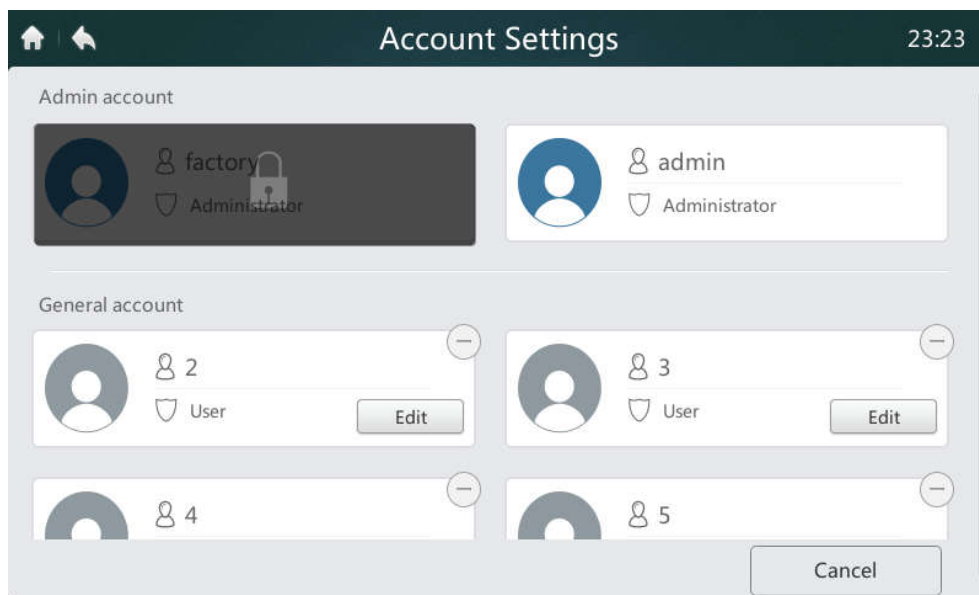 Account Settings 23:23
Admin account
factory admin
Administrator Administrator
General account
2 3
User Edit User Edit
4 5
Cancel